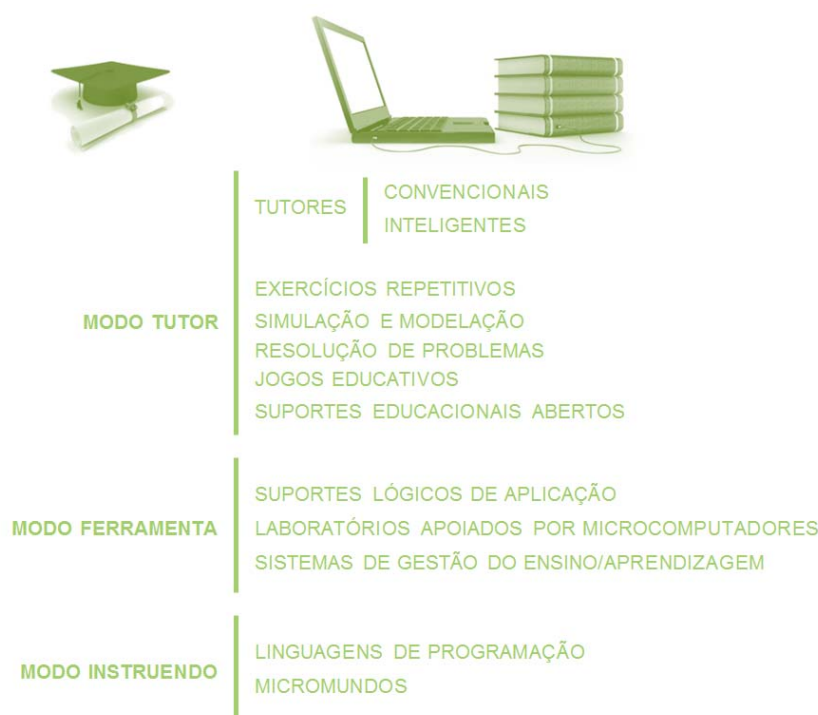 TUTORES
CONVENCIONAIS
INTELIGENTES
MODO TUTOR
EXERCÍCIOS REPETITIVOS
SIMULAÇÃO E MODELAÇÃO
RESOLUÇÃO DE PROBLEMAS
JOGOS EDUCATIVOS
SUPORTES EDUCACIONAIS ABERTOS
MODO FERRAMENTA
SUPORTES LÓGICOS DE APLICAÇÃO
LABORATÓRIOS APOIADOS POR MICROCOMPUTADORES
SISTEMAS DE GESTÃO DO ENSINO/APRENDIZAGEM
MODO INSTRUENDO
LINGUAGENS DE PROGRAMAÇÃO
MICROMUNDOS